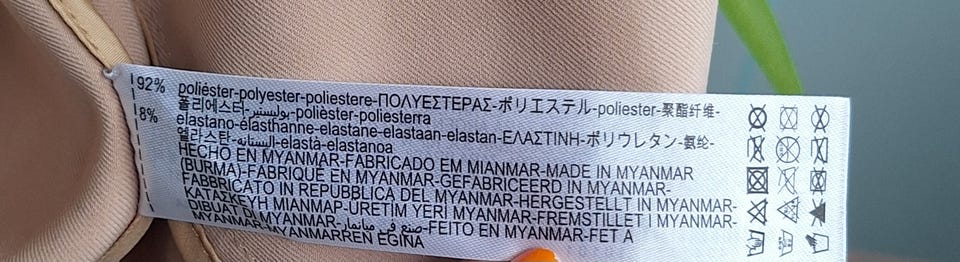 92% poliéster-polyester-poliestere-ΠΟΛΥΕΣΤΕΡΑΣ-ポリエステル-poliester-聚酯纤维-
폴리에스터-بوليستير-polièster-poliesterra
8% elastano-élasthanne-elastane-elastaan-elastan-ΕΛΑΣΤΙΝΗ-ポリウレタン-氨纶-
엘라스탄-الستانه-elastà-elastanoa
HECHO EN MYANMAR-FABRICADO EM MIANMAR-MADE IN MYANMAR
(BURMA)-FABRIQUÉ EN MYANMAR-GEFABRICEERD IN MYANMAR-
FABBRICATO IN REPUBBLICA DEL MYANMAR-HERGESTELLT IN MYANMAR-
ΚΑΤΑΣΚΕΥΗ ΜΙΑΝΜΑΡ-ÜRETİM YERİ MYANMAR-FREMSTILLET I MYANMAR-
DIBUAT DI MYANMAR-صنع في ميانمار-FEITO EN MYANMAR-FET A
MYANMAR-MYANMARREN EGINA